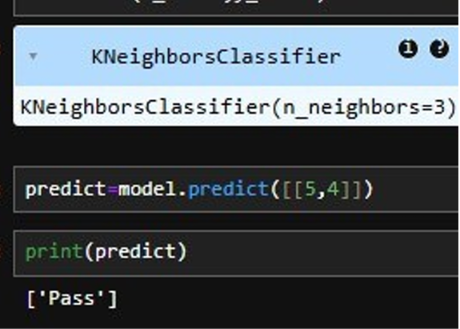 KNeighborsClassifier i ?
KNeighborsClassifier(n_neighbors=3)
predict=model.predict([[5,4]])
print(predict)
['Pass']